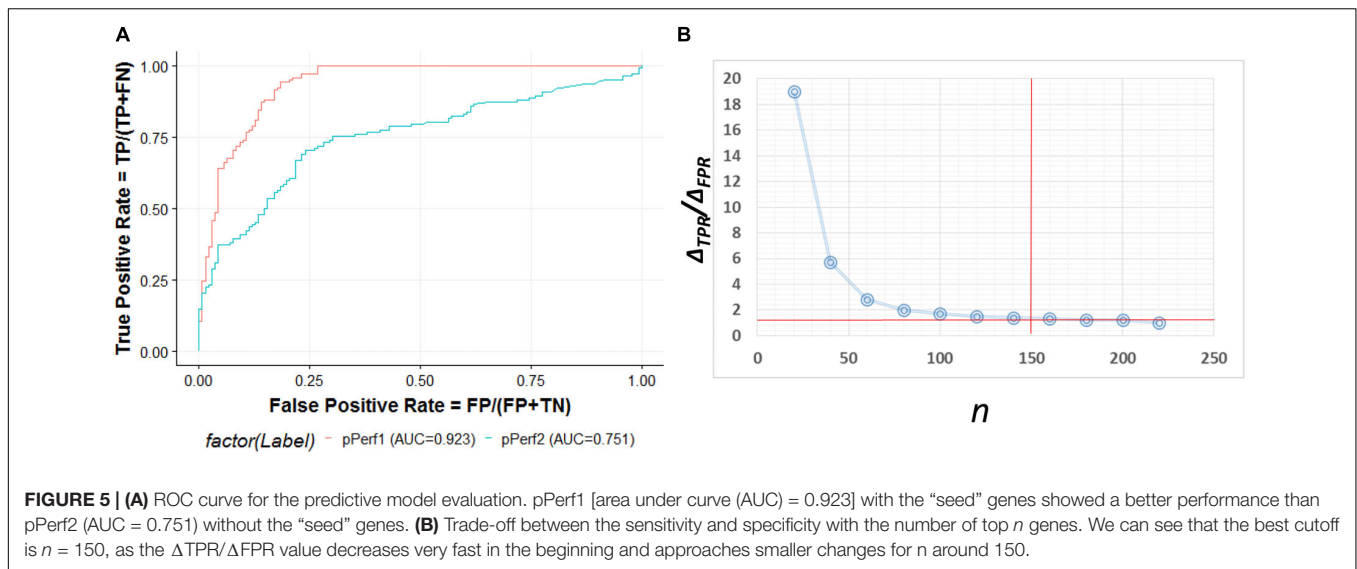 A
1.00
0.75
0.50
0.25
0.00
True Positive Rate = TP/(TP+FN)
0.00 0.25 0.50 0.75 1.00
False Positive Rate = FP/(FP+TN)
factor(Label) pPerf1 (AUC=0.923) pPerf2 (AUC=0.751)
B
20
18
16
14
12
10
8
6
4
2
0
Δ_TPR/Δ_FPR
0 50 100 150 200 250
n
FIGURE 5 | (A) ROC curve for the predictive model evaluation. pPerf1 [area under curve (AUC) = 0.923] with the “seed” genes showed a better performance than
pPerf2 (AUC = 0.751) without the “seed” genes. (B) Trade-off between the sensitivity and specificity with the number of top n genes. We can see that the best cutoff
is n = 150, as the ΔTPR/ΔFPR value decreases very fast in the beginning and approaches smaller changes for n around 150.